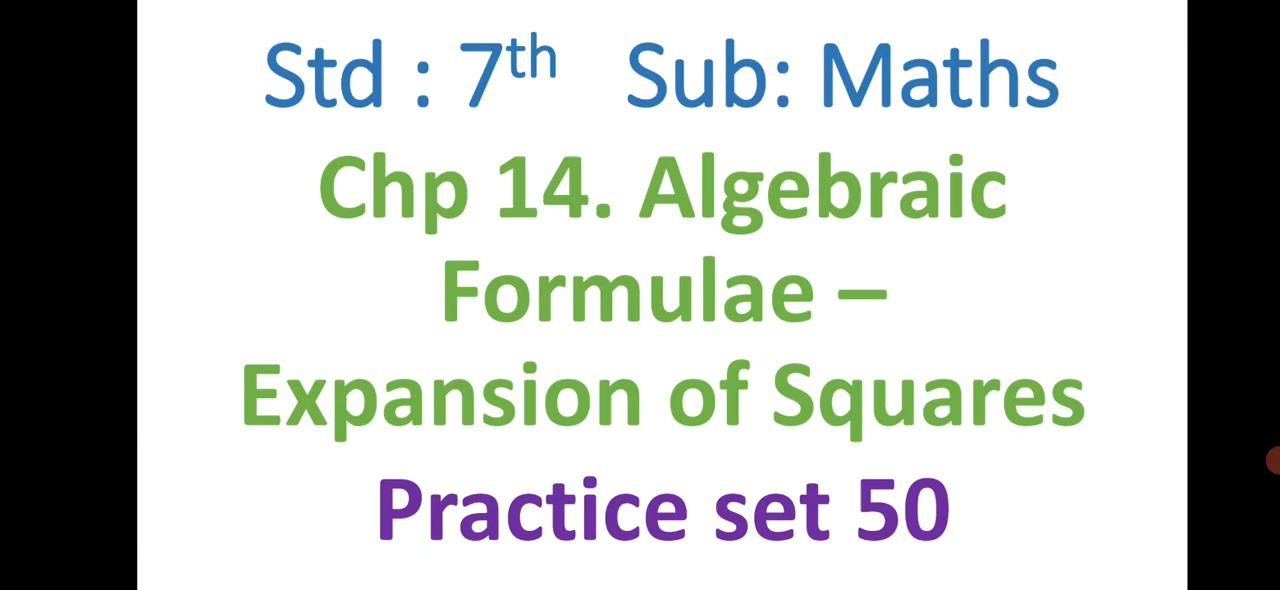 Std : 7th Sub: Maths
Chp 14. Algebraic
Formulae –
Expansion of Squares
Practice set 50